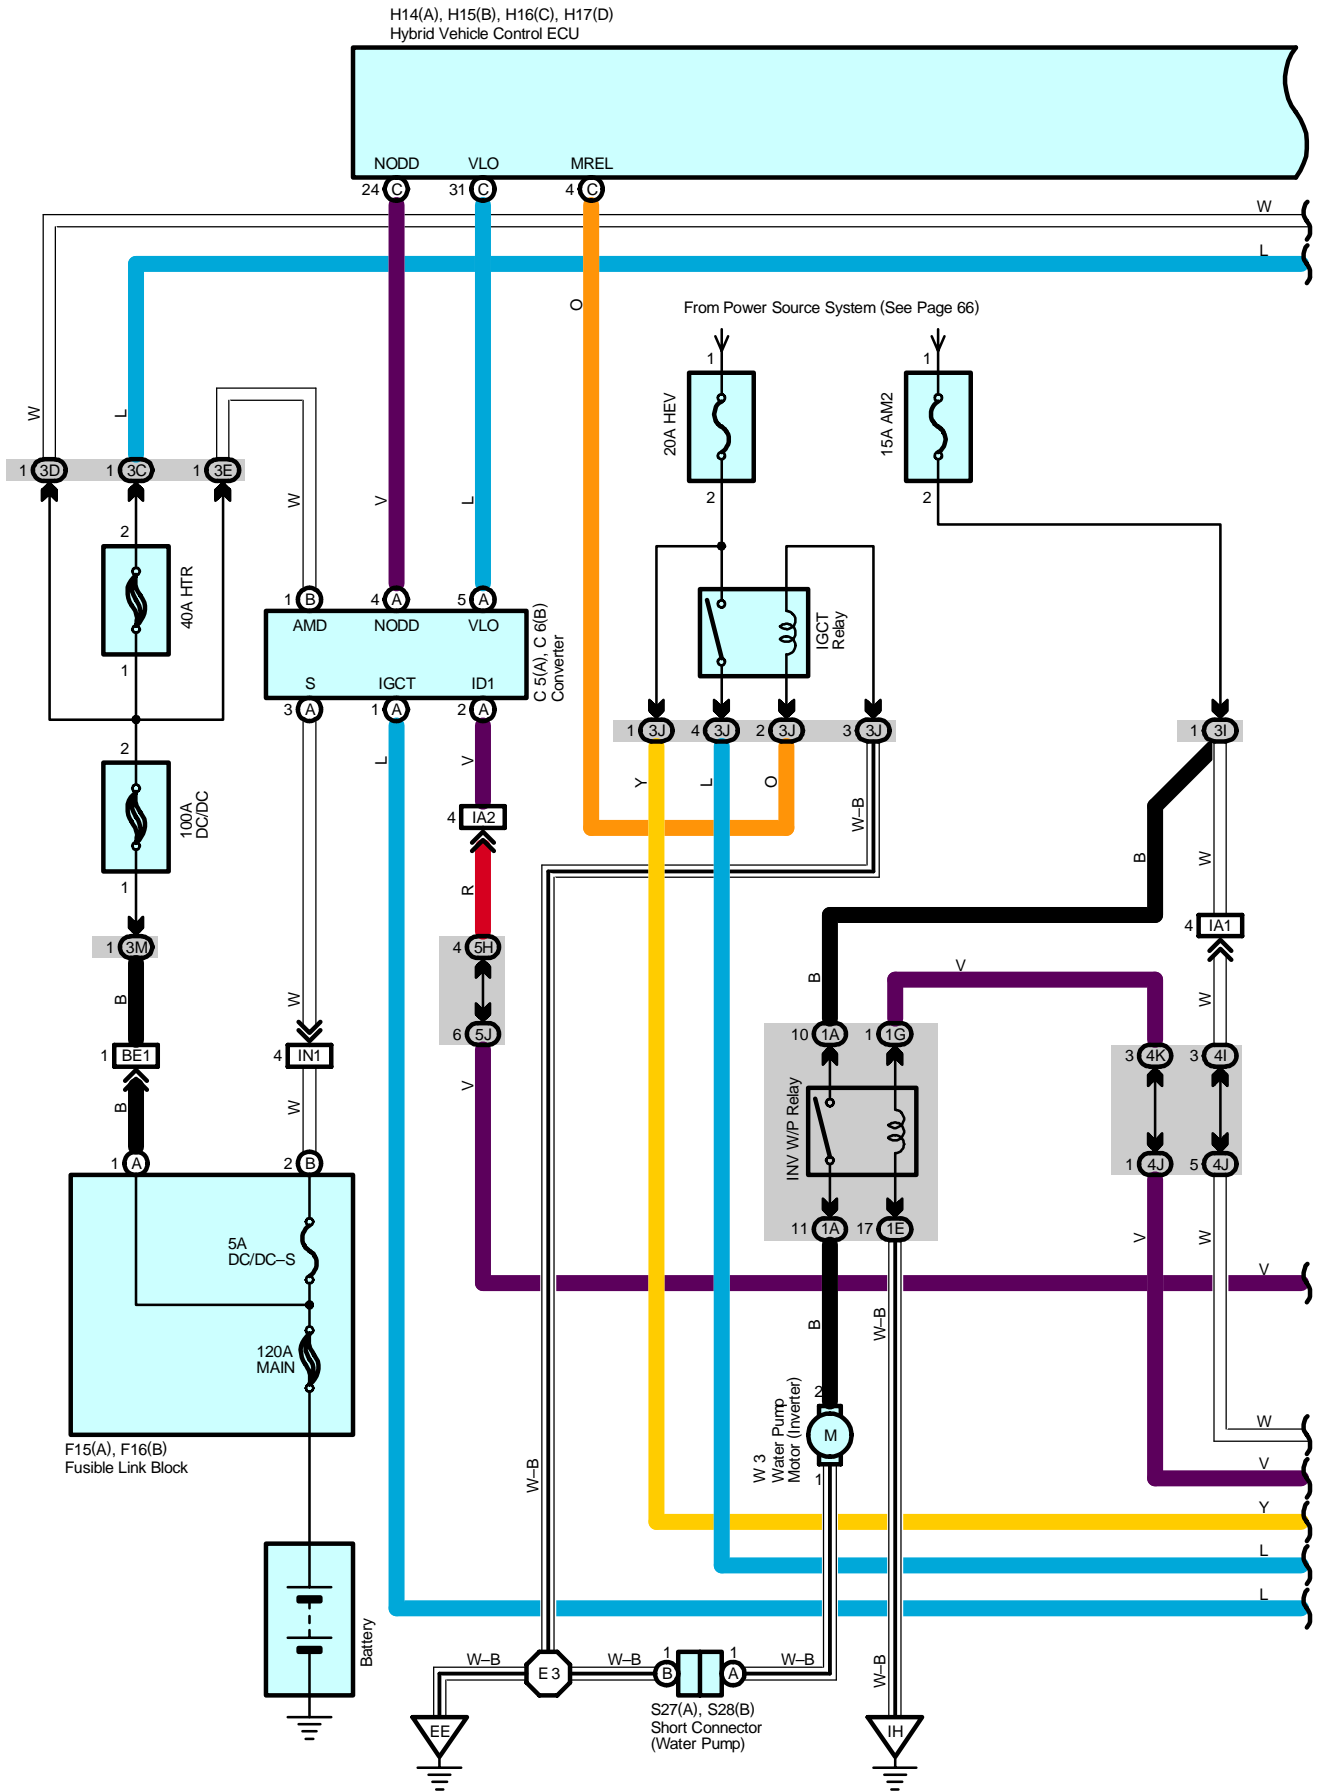 H14(A), H15(B), H16(C), H17(D)
Hybrid Vehicle Control ECU
NODD
VLO
MREL
24 C
31 C
4 C
W
L
O
From Power Source System (See Page 66)
1
1
20A HEV
15A AM2
2
2
W
L
1 3D
1 3C
1 3E
W
V
L
2
40A HTR
1
1 B
4 A
5 A
AMD
NODD
VLO
S
IGCT
ID1
C 5(A), C 6(B)
Converter
3 A
1 A
2 A
IGCT
Relay
1 3J
4 3J
2 3J
3 3J
1 3I
2
100A
DC/DC
1
L
V
Y
L
O
W–B
4 IA2
R
B
W
4 IA1
1 3M
4 5H
B
W
B
V
W
6 5J
10 1A
1 1G
3 4K
3 4I
1 BE1
4 IN1
B
W
V
INV W/P Relay
1 A
2 B
1 4J
5 4J
11 1A
17 1E
5A
DC/DC–S
V
W
V
120A
MAIN
B
W–B
F15(A), F16(B)
Fusible Link Block
2
M
1
W 3
Water Pump
Motor (Inverter)
W
V
W–B
Y
L
L
Battery
W–B
E 3
W–B
1
B
1
A
W–B
W–B
S27(A), S28(B)
Short Connector
(Water Pump)
EE
IH